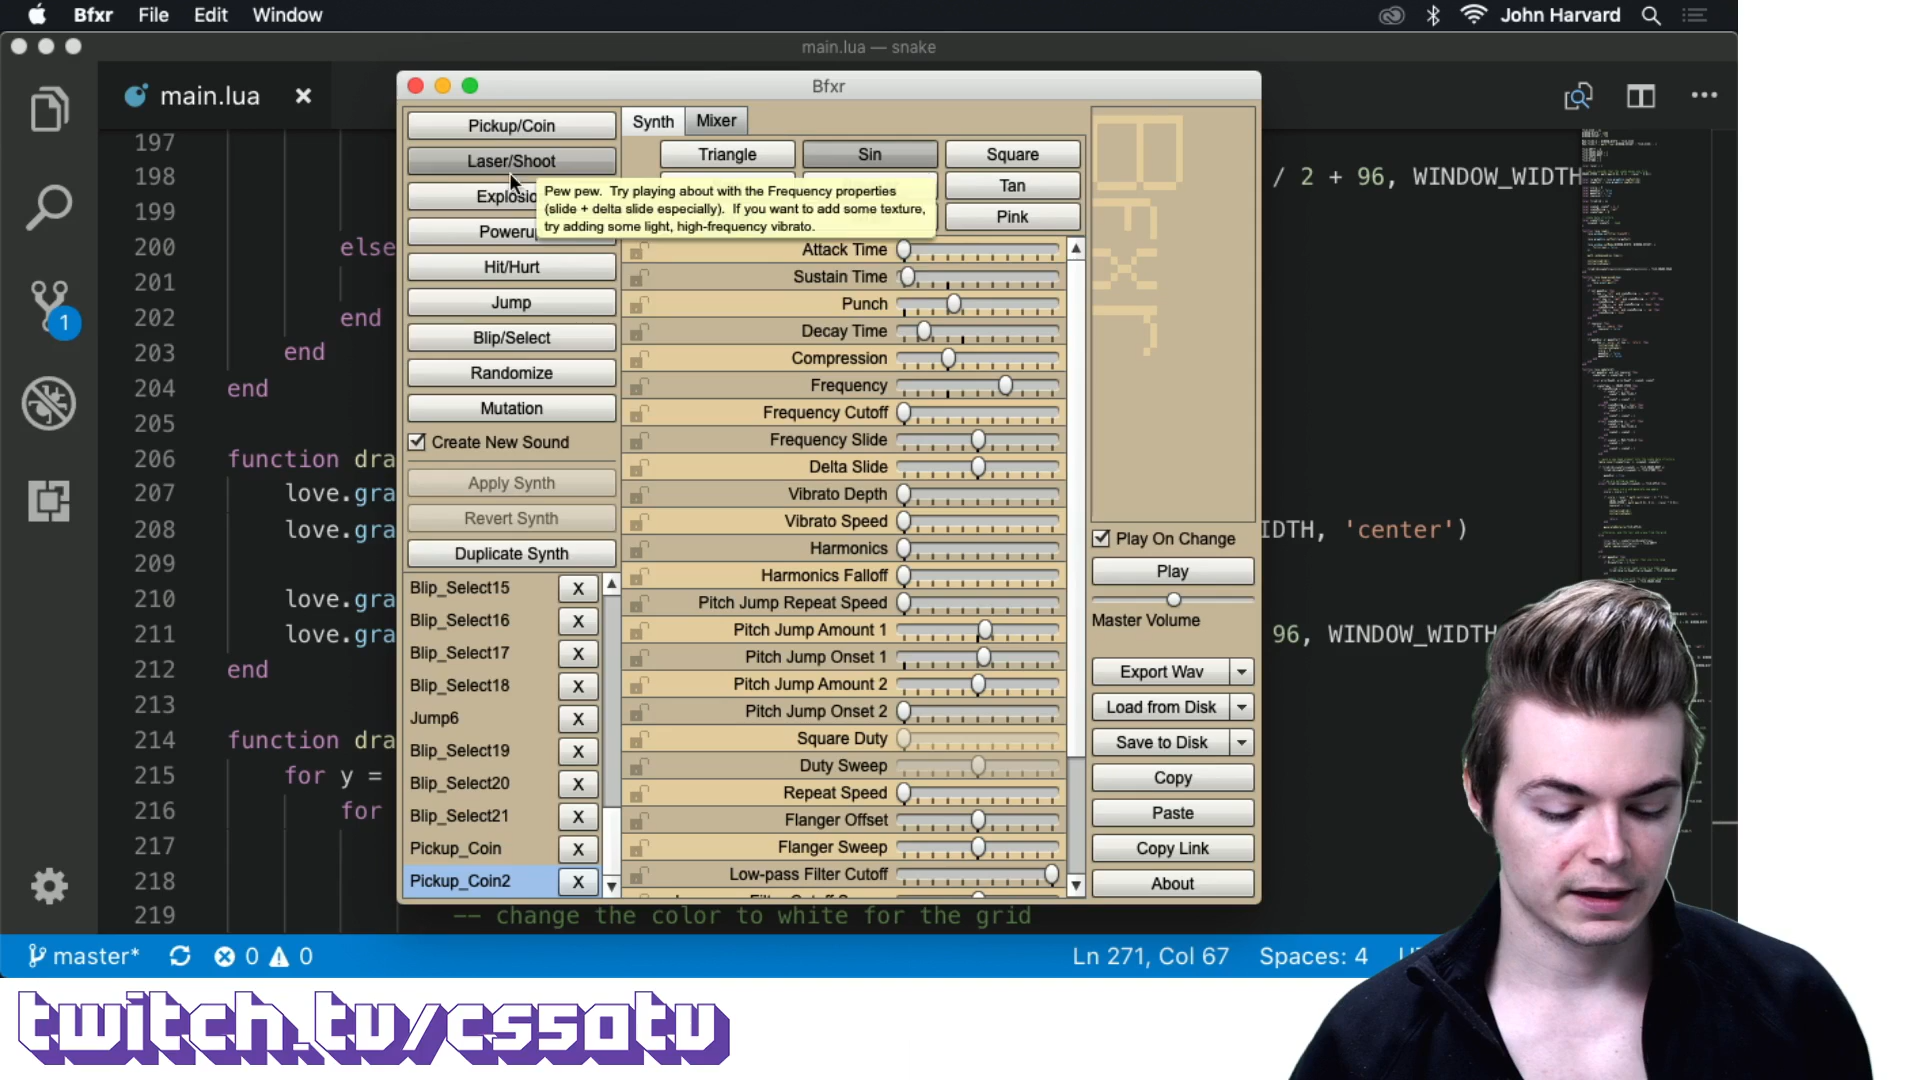 Bfxr File Edit Window
John Harvard
main.lua — snake
main.lua
Bfxr
197
198
199
200
201
202
203
204
205
206
207
208
209
210
211
212
213
214
215
216
217
218
219
else
end
end
end
function dra
love.gra
love.gra
love.gra
love.gra
end
function dra
for y =
for
-- change the color to white for the grid
/ 2 + 96, WINDOW_WIDTH
IDTH, 'center')
96, WINDOW_WIDTH
1
Pickup/Coin
Laser/Shoot
Explosio
Poweru
Hit/Hurt
Jump
Blip/Select
Randomize
Mutation
Create New Sound
Apply Synth
Revert Synth
Duplicate Synth
Blip_Select15 X
Blip_Select16 X
Blip_Select17 X
Blip_Select18 X
Jump6 X
Blip_Select19 X
Blip_Select20 X
Blip_Select21 X
Pickup_Coin X
Pickup_Coin2 X
Synth Mixer
Triangle Sin Square
Tan
Pink
Pew pew. Try playing about with the Frequency properties
(slide + delta slide especially). If you want to add some texture,
try adding some light, high-frequency vibrato.
Attack Time
Sustain Time
Punch
Decay Time
Compression
Frequency
Frequency Cutoff
Frequency Slide
Delta Slide
Vibrato Depth
Vibrato Speed
Harmonics
Harmonics Falloff
Pitch Jump Repeat Speed
Pitch Jump Amount 1
Pitch Jump Onset 1
Pitch Jump Amount 2
Pitch Jump Onset 2
Square Duty
Duty Sweep
Repeat Speed
Flanger Offset
Flanger Sweep
Low-pass Filter Cutoff
Bfxr
Play On Change
Play
Master Volume
Export Wav
Load from Disk
Save to Disk
Copy
Paste
Copy Link
About
master* 0 0
Ln 271, Col 67 Spaces: 4
twitch.tv/cs50tv